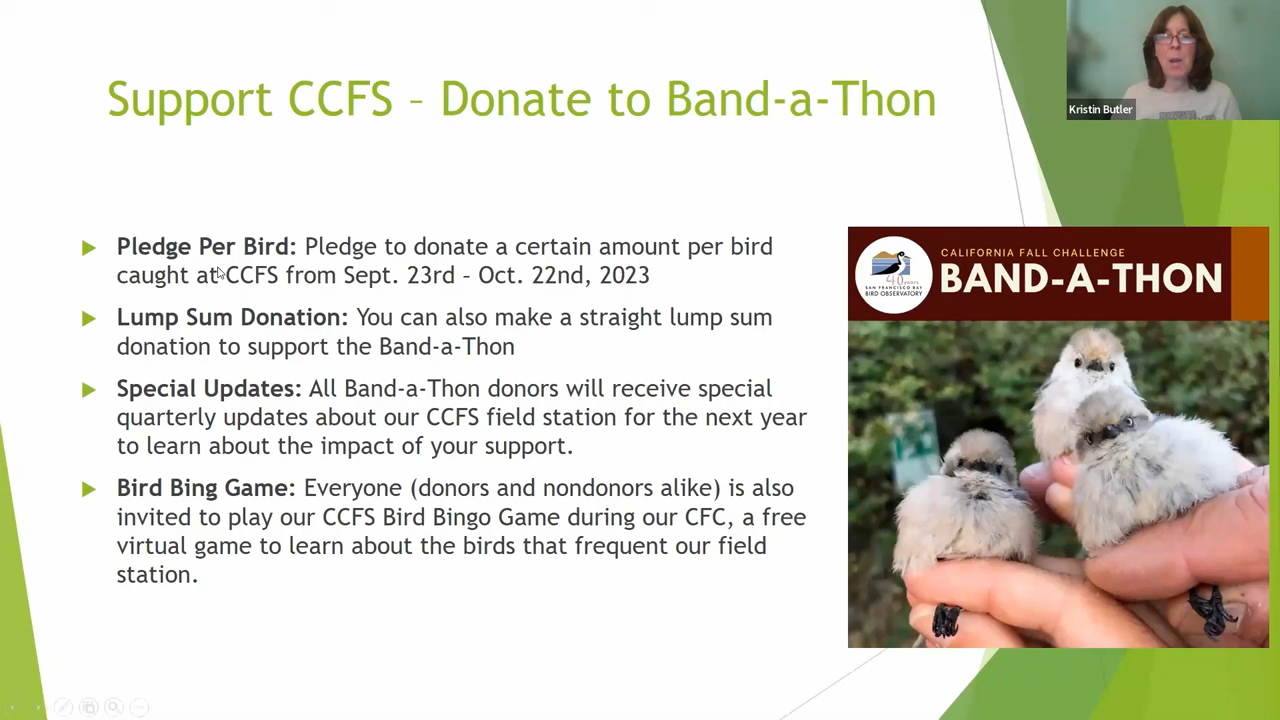 Support CCFS – Donate to Band-a-Thon
Kristin Butler
Pledge Per Bird: Pledge to donate a certain amount per bird
caught at CCFS from Sept. 23rd – Oct. 22nd, 2023
Lump Sum Donation: You can also make a straight lump sum
donation to support the Band-a-Thon
Special Updates: All Band-a-Thon donors will receive special
quarterly updates about our CCFS field station for the next year
to learn about the impact of your support.
Bird Bing Game: Everyone (donors and nondonors alike) is also
invited to play our CCFS Bird Bingo Game during our CFC, a free
virtual game to learn about the birds that frequent our field
station.
CALIFORNIA FALL CHALLENGE
BAND-A-THON
40 years
SAN FRANCISCO BAY
BIRD OBSERVATORY